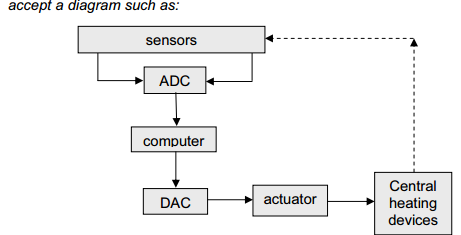 accept a diagram such as:
sensors
ADC
computer
DAC
actuator
Central
heating
devices